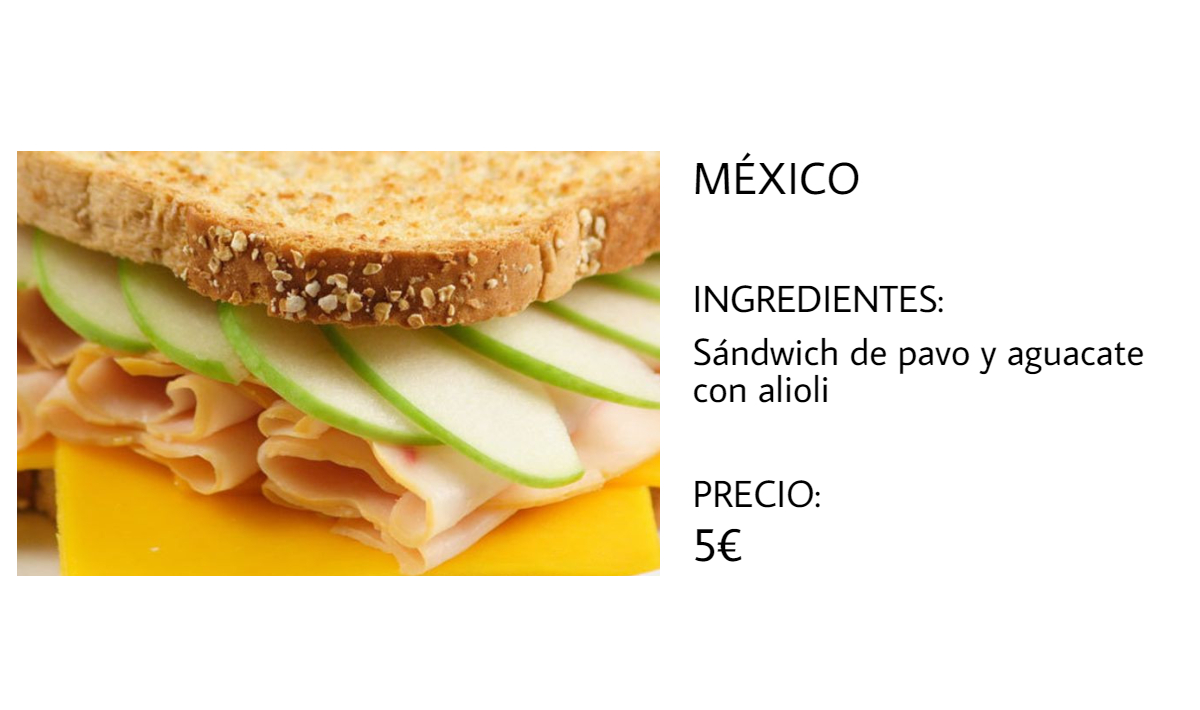 MÉXICO
INGREDIENTES:
Sándwich de pavo y aguacate
con alioli
PRECIO:
5€